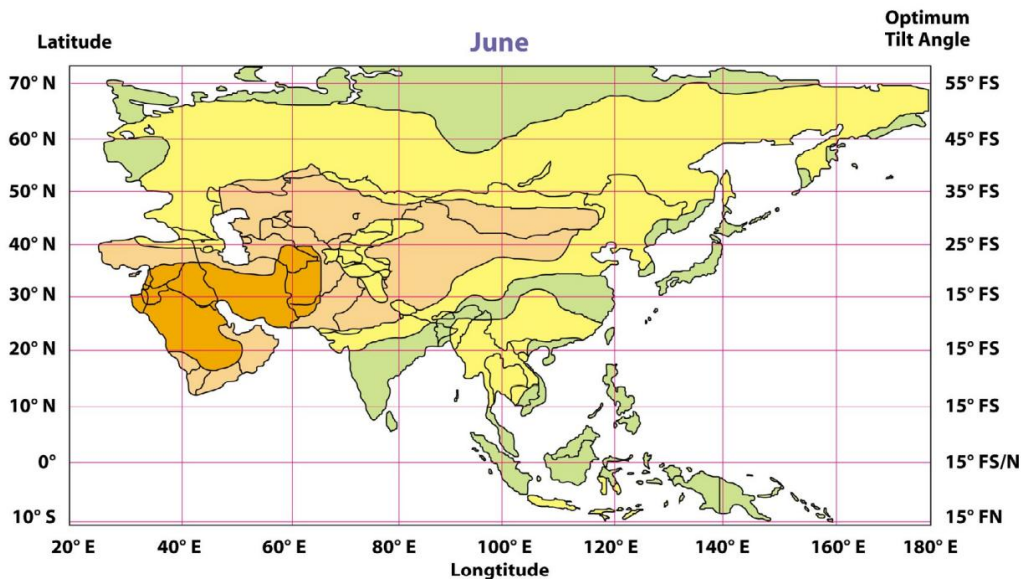 Latitude
June
Optimum
Tilt Angle
70° N
55° FS
60° N
45° FS
50° N
35° FS
40° N
25° FS
30° N
15° FS
20° N
15° FS
10° N
15° FS
0°
15° FS/N
10° S
15° FN
20° E
40° E
60° E
80° E
100° E
120° E
140° E
160° E
180° E
Longtitude